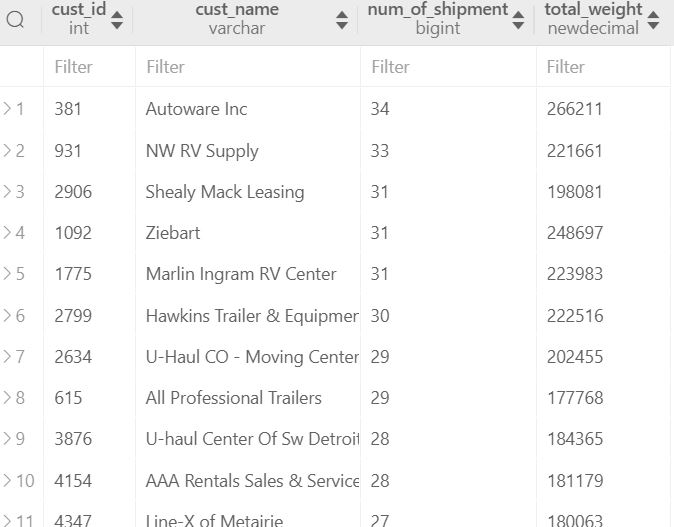 cust_id cust_name num_of_shipment total_weight
int varchar bigint newdecimal
Filter Filter Filter Filter
1 381 Autoware Inc 34 266211
2 931 NW RV Supply 33 221661
3 2906 Shealy Mack Leasing 31 198081
4 1092 Ziebart 31 248697
5 1775 Marlin Ingram RV Center 31 223983
6 2799 Hawkins Trailer & Equipmer 30 222516
7 2634 U-Haul CO - Moving Center 29 202455
8 615 All Professional Trailers 29 177768
9 3876 U-haul Center Of Sw Detroit 28 184365
10 4154 AAA Rentals Sales & Service 28 181179
11 4347 Line-X of Metairie 27 180063